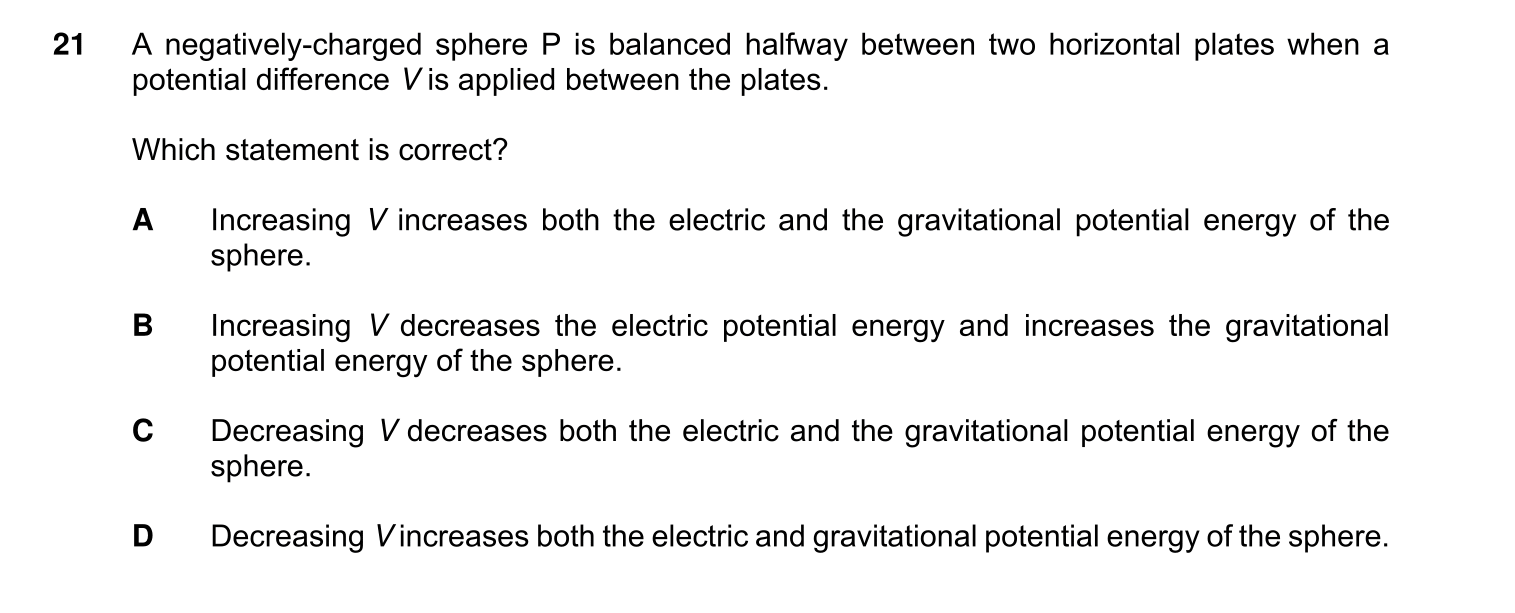 21 A negatively-charged sphere P is balanced halfway between two horizontal plates when a
potential difference V is applied between the plates.
Which statement is correct?
A Increasing V increases both the electric and the gravitational potential energy of the
sphere.
B Increasing V decreases the electric potential energy and increases the gravitational
potential energy of the sphere.
C Decreasing V decreases both the electric and the gravitational potential energy of the
sphere.
D Decreasing V increases both the electric and gravitational potential energy of the sphere.